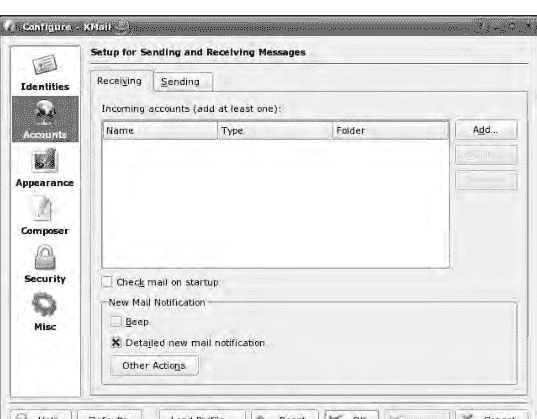 Configure - KMail
Setup for Sending and Receiving Messages
Identities
Accounts
Appearance
Composer
Security
Misc
Receiving Sending
Incoming accounts (add at least one):
Name Type Folder
Add...
Check mail on startup
New Mail Notification
Beep
Detailed new mail notification
Other Actions
Help Defaults Load Profile... Reset OK Cancel